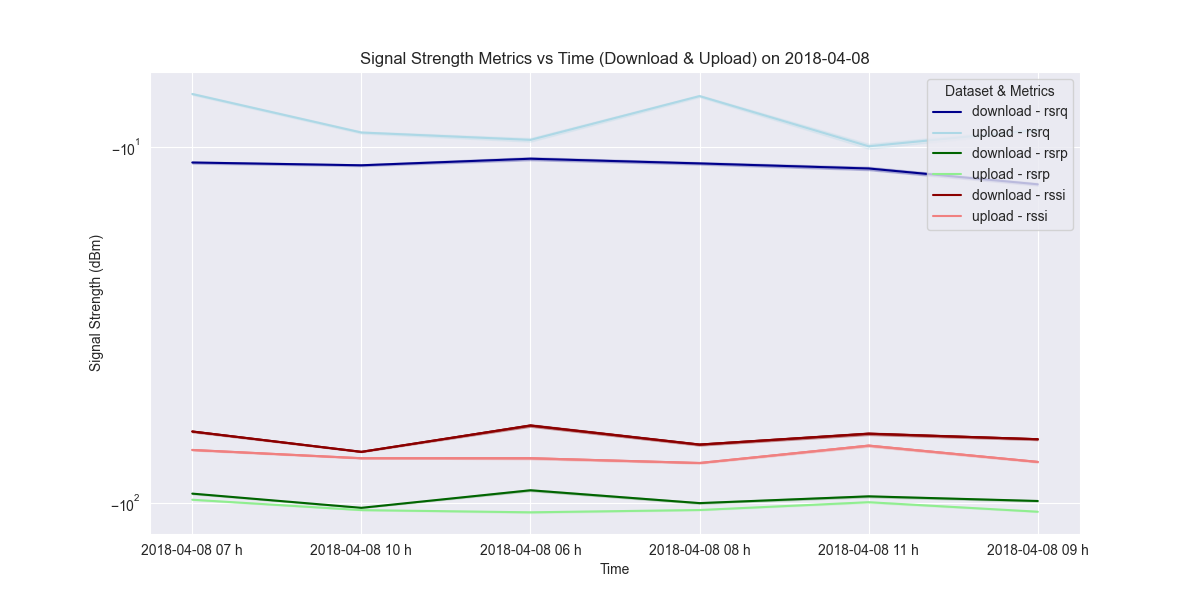 Signal Strength Metrics vs Time (Download & Upload) on 2018-04-08
Dataset & Metrics
download - rsrq
upload - rsrq
download - rsrp
upload - rsrp
download - rssi
upload - rssi
−10¹
−10²
Signal Strength (dBm)
2018-04-08 07 h
2018-04-08 10 h
2018-04-08 06 h
2018-04-08 08 h
2018-04-08 11 h
2018-04-08 09 h
Time